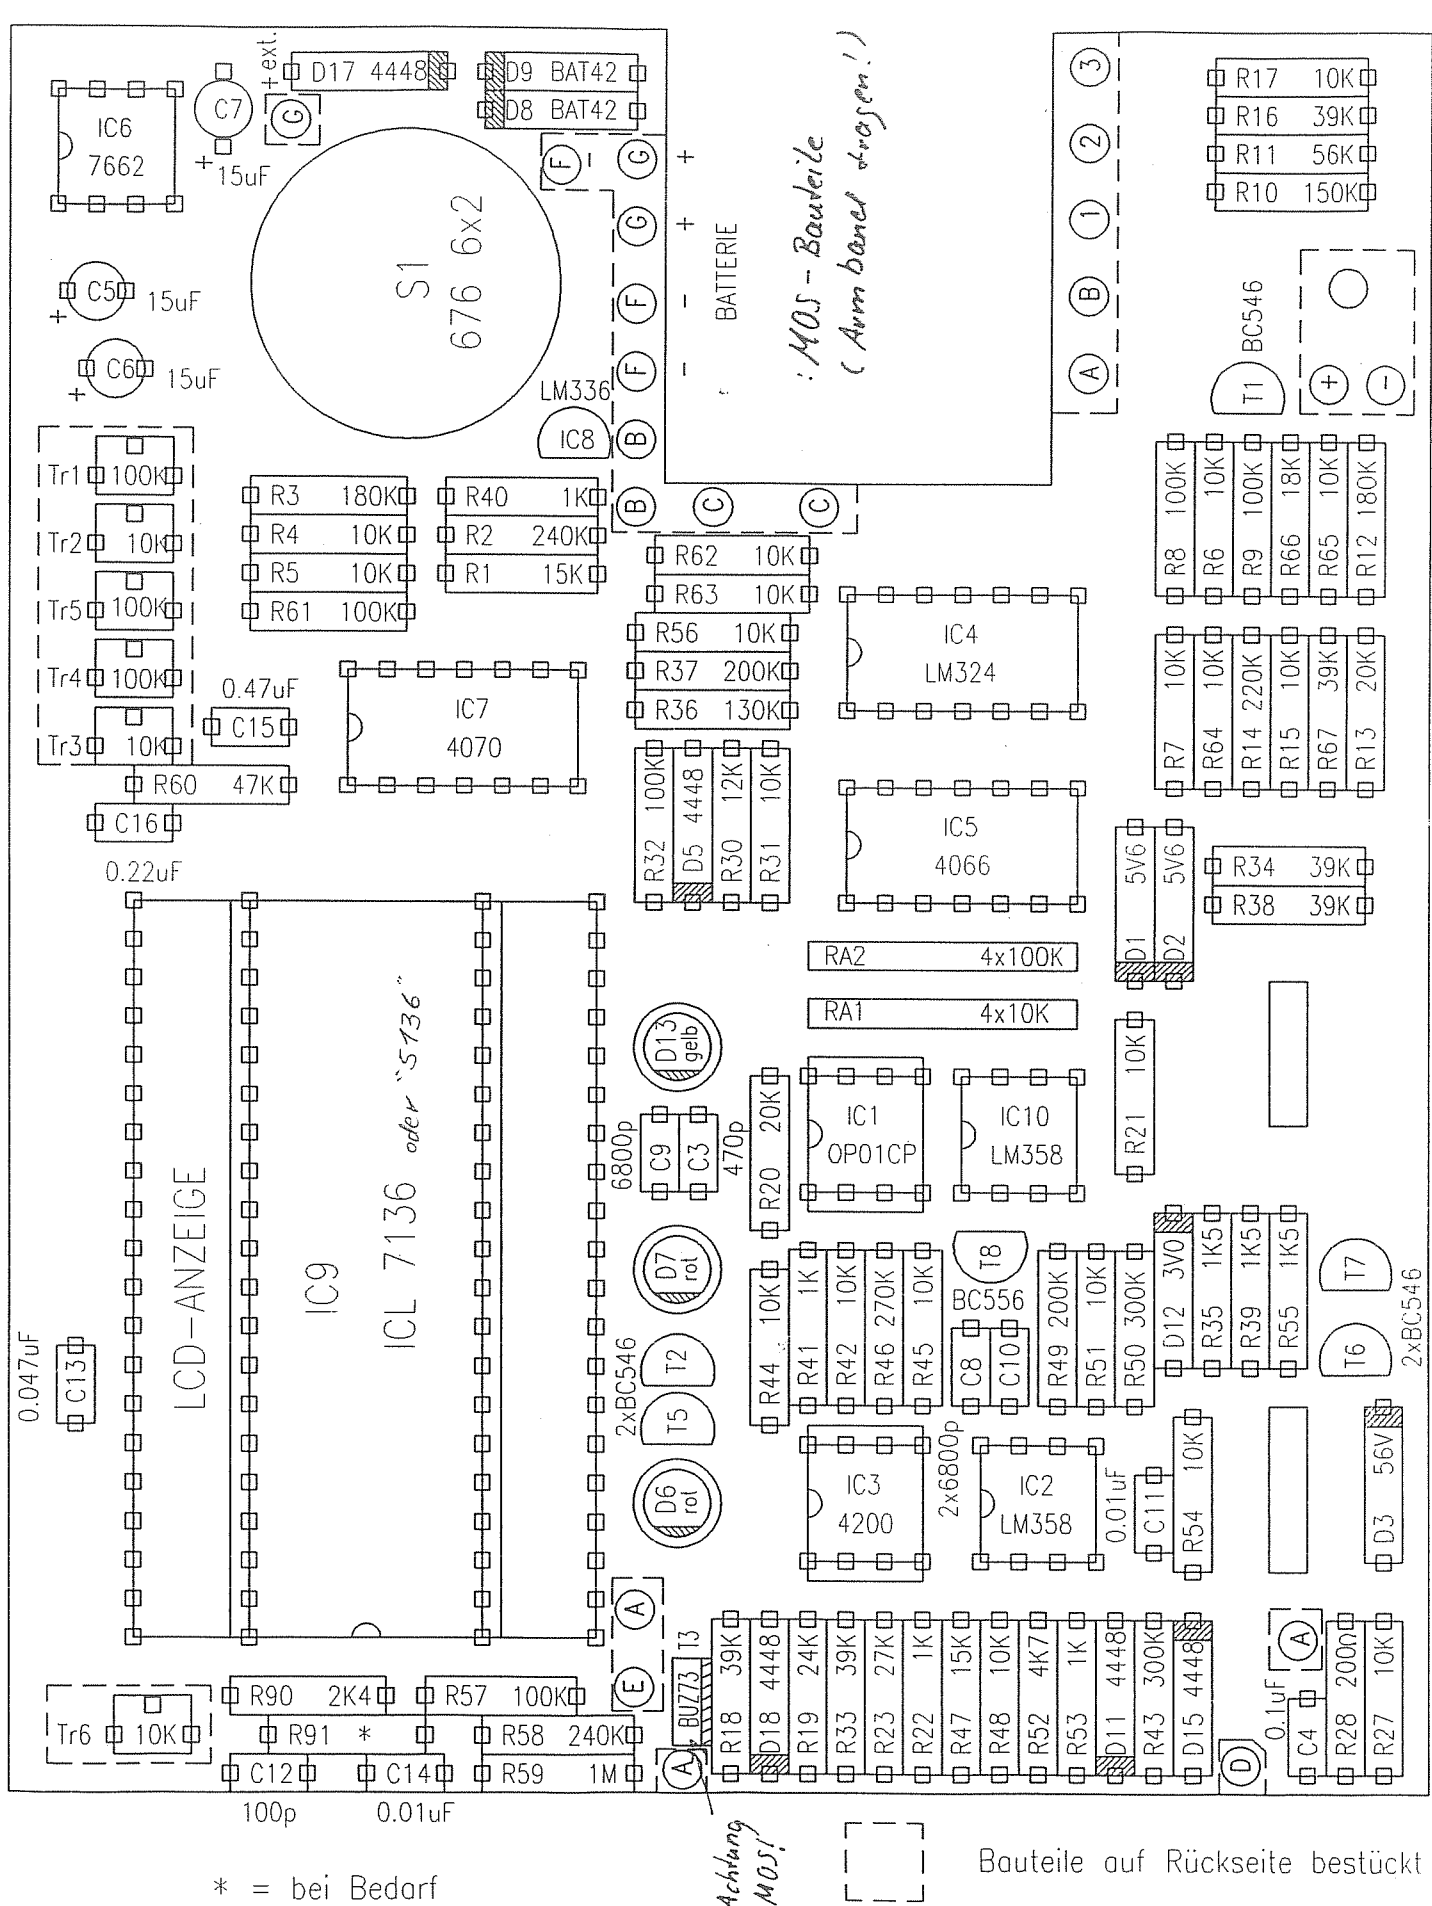 + ext.
D17 4448
D9 BAT42
D8 BAT42
IC6
7662
C7
+
15uF
G
S1
676 6x2
C5
+
15uF
C6
+
15uF
F
-
G
+
G
+
F
-
F
-
B
B
C
C
BATTERIE
: MOS-Bauteile
( Armband tragen! )
3
2
1
B
A
R17 10K
R16 39K
R11 56K
R10 150K
T1
BC546
+
-
LM336
IC8
Tr1 100K
Tr2 10K
Tr5 100K
Tr4 100K
Tr3 10K
R3 180K
R4 10K
R5 10K
R61 100K
R40 1K
R2 240K
R1 15K
R62 10K
R63 10K
R56 10K
R37 200K
R36 130K
IC4
LM324
R8 100K
R6 10K
R9 100K
R66 18K
R65 10K
R12 180K
R7 10K
R64 10K
R14 220K
R15 10K
R67 39K
R13 20K
0.47uF
C15
IC7
4070
R60 47K
C16
0.22uF
R32 100K
D5 4448
R30 12K
R31 10K
IC5
4066
D1 5V6
D2 5V6
R34 39K
R38 39K
RA2 4x100K
RA1 4x10K
LCD-ANZEIGE
IC9
ICL 7136 oder "5136"
D13
gelb
6800p
C9
C3
470p
R20 20K
IC1
OP01CP
IC10
LM358
R21 10K
D7
rot
2xBC546
T2
T5
D6
rot
0.047uF
C13
R44 10K
R41 1K
R42 10K
R46 270K
R45 10K
T8
BC556
C8
C10
2x6800p
R49 200K
R51 10K
R50 300K
D12 3V0
R35 1K5
R39 1K5
R55 1K5
T7
T6
2xBC546
IC3
4200
IC2
LM358
0.01uF
C11
R54 10K
D3 56V
A
E
T3
BUZ73
A
R18 39K
D18 4448
R19 24K
R33 39K
R23 27K
R22 1K
R47 15K
R48 10K
R52 4K7
R53 1K
D11 4448
R43 300K
D15 4448
D
A
0.1uF
C4
R28 200Ω
R27 10K
Tr6 10K
R90 2K4
R91 *
C12
100p
C14
0.01uF
R57 100K
R58 240K
R59 1M
Achtung
MOS!
* = bei Bedarf
Bauteile auf Rückseite bestückt